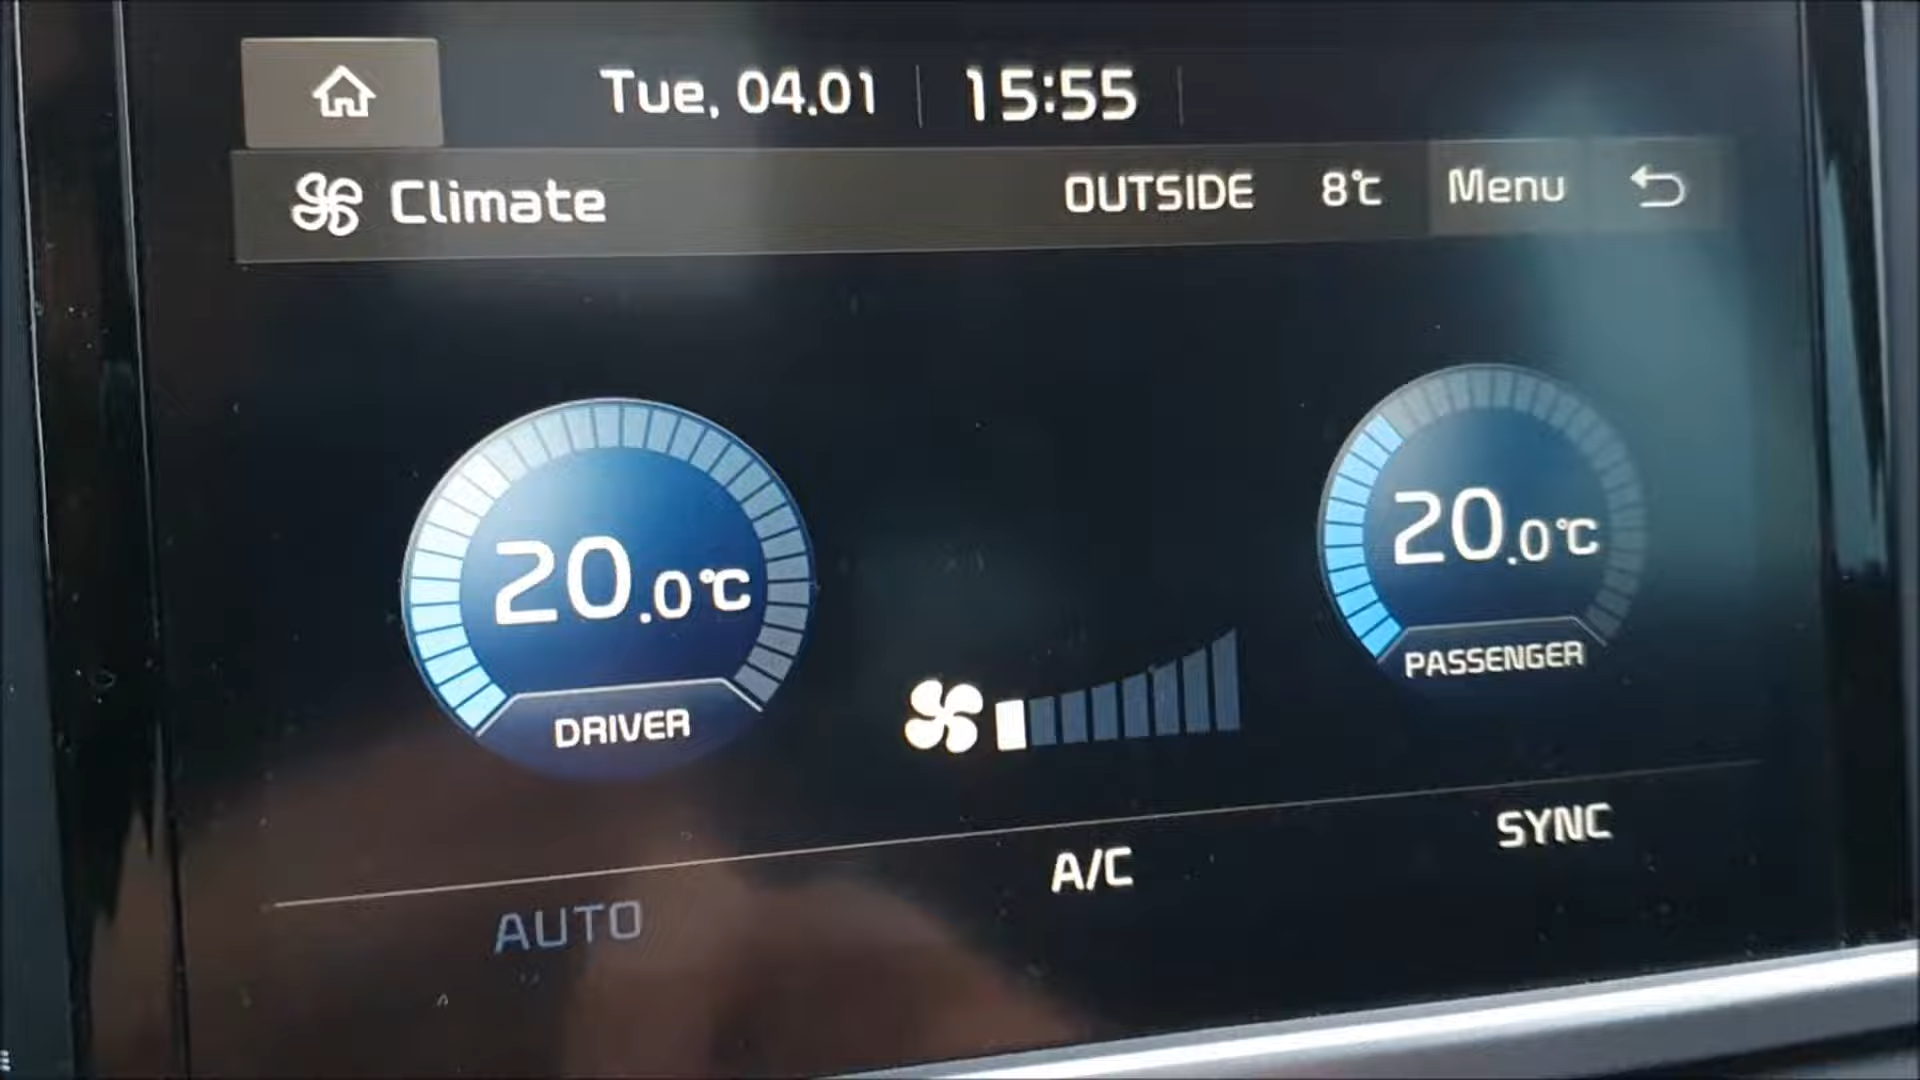 Tue, 04.01 15:55
Climate OUTSIDE 8°C Menu
20.0°C
DRIVER
20.0°C
PASSENGER
AUTO A/C SYNC